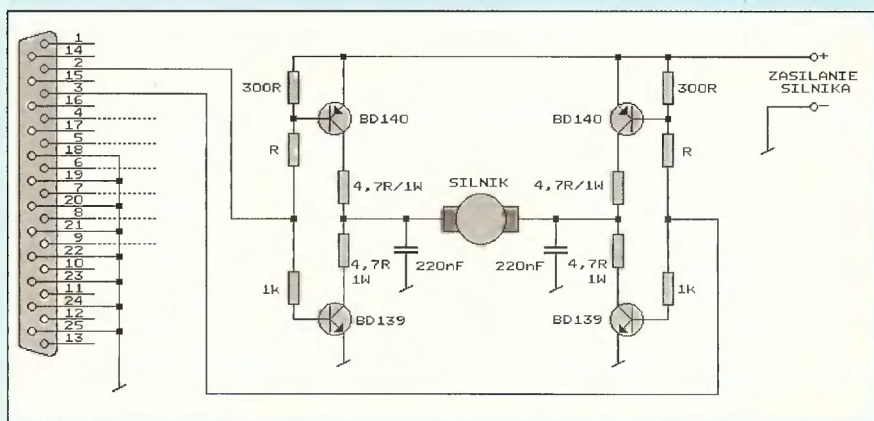 1
14
2
15
3
16
4
17
5
18
6
19
7
20
8
21
9
22
10
23
11
24
12
25
13
300R
BD140
R
4,7R/1W
SILNIK
4,7R/1W
BD140
300R
R
+
ZASILANIE
SILNIKA
-
4,7R
1W
220nF
220nF
4,7R
1W
1k
BD139
BD139
1k